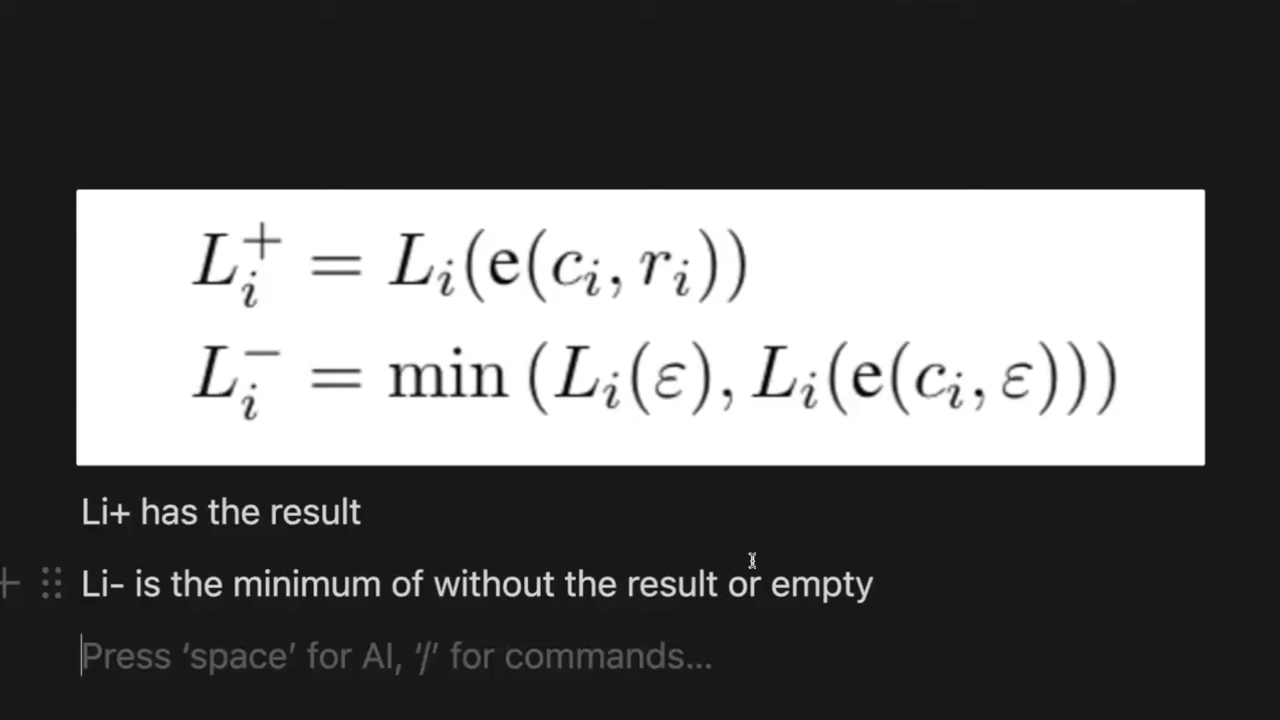 L_i^+ = L_i(e(c_i, r_i))
L_i^- = min (L_i(ε), L_i(e(c_i, ε)))
Li+ has the result
Li- is the minimum of without the result or empty
Press ‘space’ for AI, ‘/’ for commands...